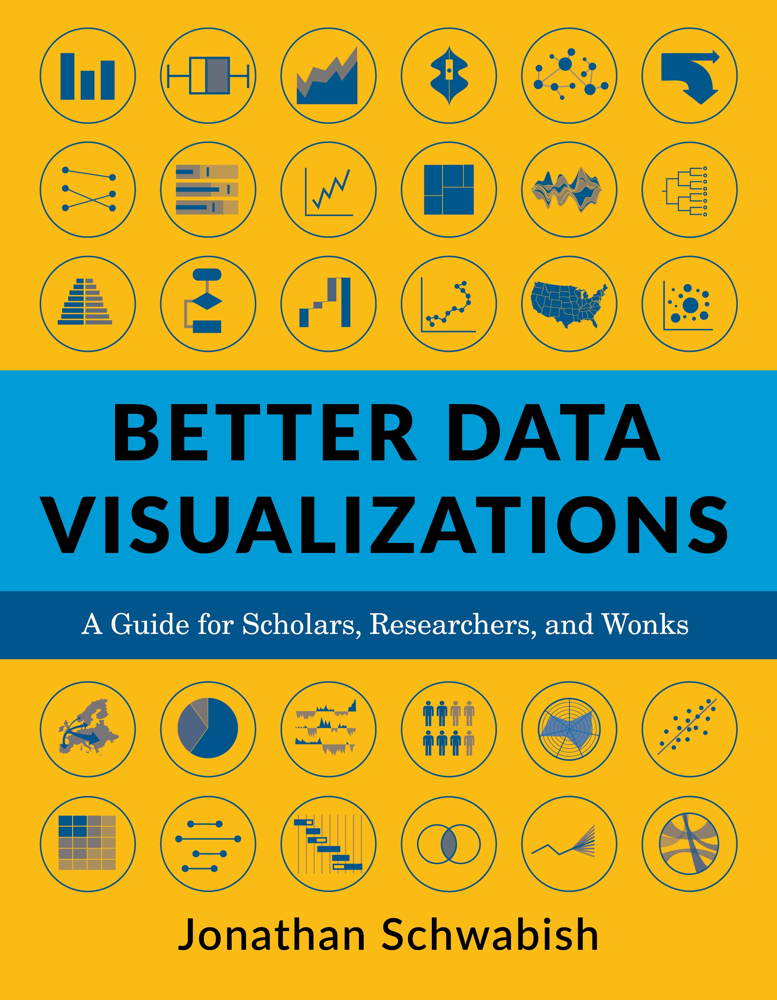 BETTER DATA
VISUALIZATIONS
A Guide for Scholars, Researchers, and Wonks
Jonathan Schwabish